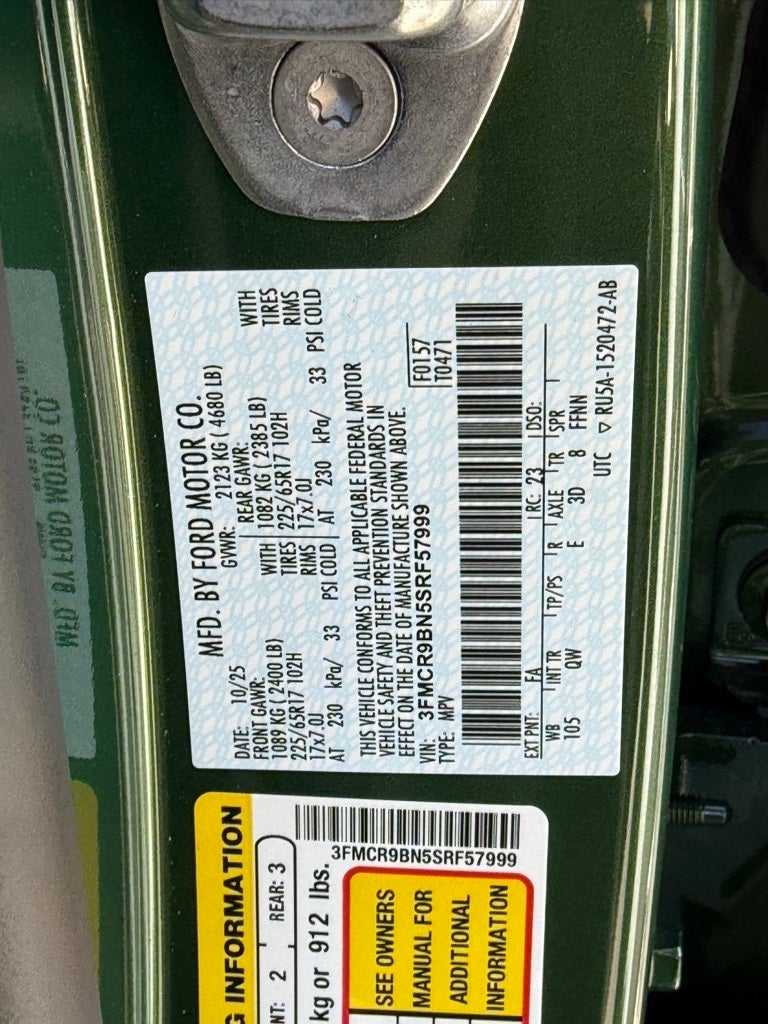 MFD. BY FORD MOTOR CO.
DATE: 10/25 GVWR: 2123 KG ( 4680 LB)
FRONT GAWR: REAR GAWR:
1089 KG ( 2400 LB) WITH 1082 KG ( 2385 LB) WITH
225/65R17 102H TIRES 225/65R17 102H TIRES
17x7.0J RIMS 17x7.0J RIMS
AT 230 kPa/ 33 PSI COLD AT 230 kPa/ 33 PSI COLD
THIS VEHICLE CONFORMS TO ALL APPLICABLE FEDERAL MOTOR
VEHICLE SAFETY AND THEFT PREVENTION STANDARDS IN
EFFECT ON THE DATE OF MANUFACTURE SHOWN ABOVE.
VIN: 3FMCR9BN5SRF57999 F0157
TYPE: MPV T0471
EXT PNT: FA RC: 23 DSO:
WB INT TR TP/PS R AXLE TR SPR
105 QW E 3D 8 FFNN
UTC ▽ RU5A-1520472-AB
G INFORMATION
NT: 2 REAR: 3
kg or 912 lbs.
3FMCR9BN5SRF57999
SEE OWNERS
MANUAL FOR
ADDITIONAL
INFORMATION